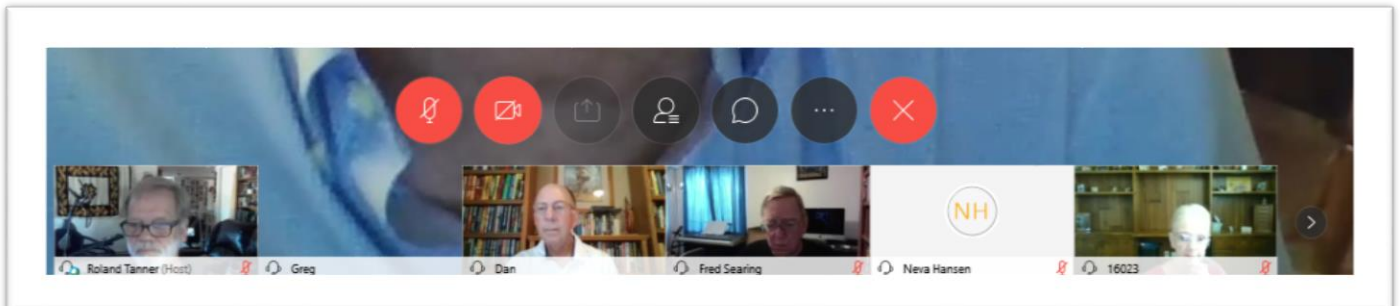 NH
Roland Tanner (Host)
Greg
Dan
Fred Searing
Neva Hansen
16023